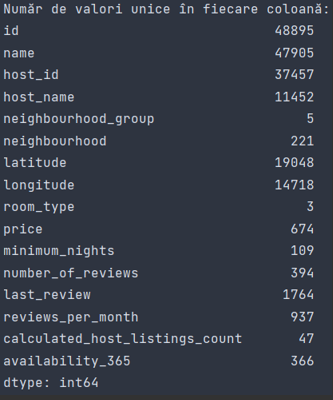 Număr de valori unice în fiecare coloană:
id 48895
name 47905
host_id 37457
host_name 11452
neighbourhood_group 5
neighbourhood 221
latitude 19048
longitude 14718
room_type 3
price 674
minimum_nights 109
number_of_reviews 394
last_review 1764
reviews_per_month 937
calculated_host_listings_count 47
availability_365 366
dtype: int64